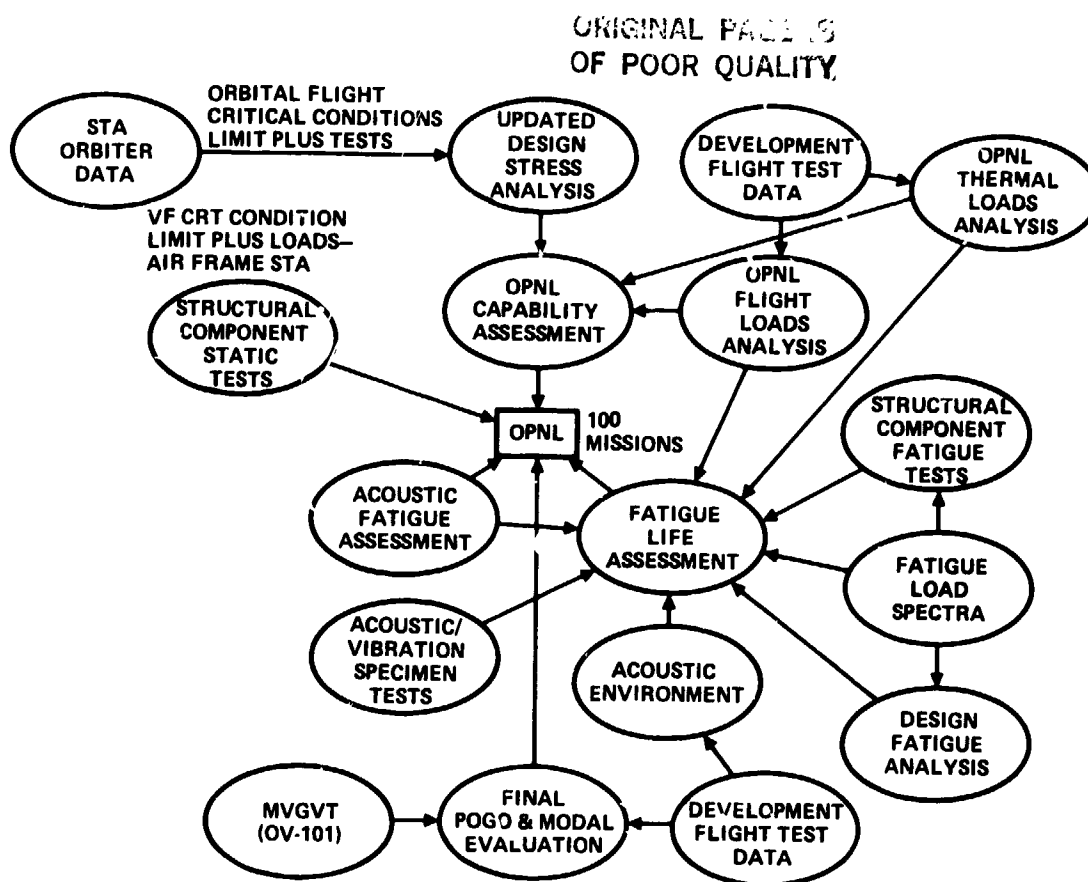 ORIGINAL
OF POOR QUALITY
STA
ORBITER
DATA
ORBITAL FLIGHT
CRITICAL CONDITIONS
LIMIT PLUS TESTS
UPDATED
DESIGN
STRESS
ANALYSIS
DEVELOPMENT
FLIGHT TEST
DATA
OPNL
THERMAL
LOADS
ANALYSIS
VF CRT CONDITION
LIMIT PLUS LOADS–
AIR FRAME STA
OPNL
CAPABILITY
ASSESSMENT
OPNL
FLIGHT
LOADS
ANALYSIS
STRUCTURAL
COMPONENT
STATIC
TESTS
OPNL
100
MISSIONS
STRUCTURAL
COMPONENT
FATIGUE
TESTS
ACOUSTIC
FATIGUE
ASSESSMENT
FATIGUE
LIFE
ASSESSMENT
FATIGUE
LOAD
SPECTRA
ACOUSTIC/
VIBRATION
SPECIMEN
TESTS
ACOUSTIC
ENVIRONMENT
DESIGN
FATIGUE
ANALYSIS
MVGVT
(OV-101)
FINAL
POGO & MODAL
EVALUATION
DEVELOPMENT
FLIGHT TEST
DATA